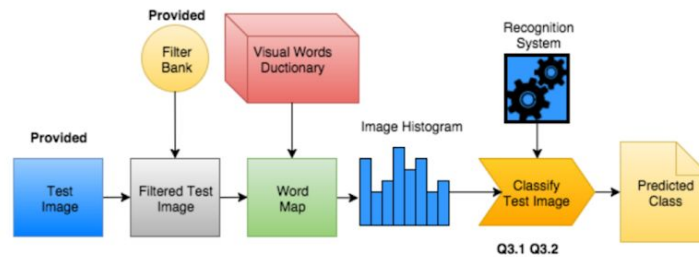 Provided
Filter
Bank
Visual Words
Ductionary
Recognition
System
Image Histogram
Provided
Test
Image
Filtered Test
Image
Word
Map
Classify
Test Image
Predicted
Class
Q3.1 Q3.2